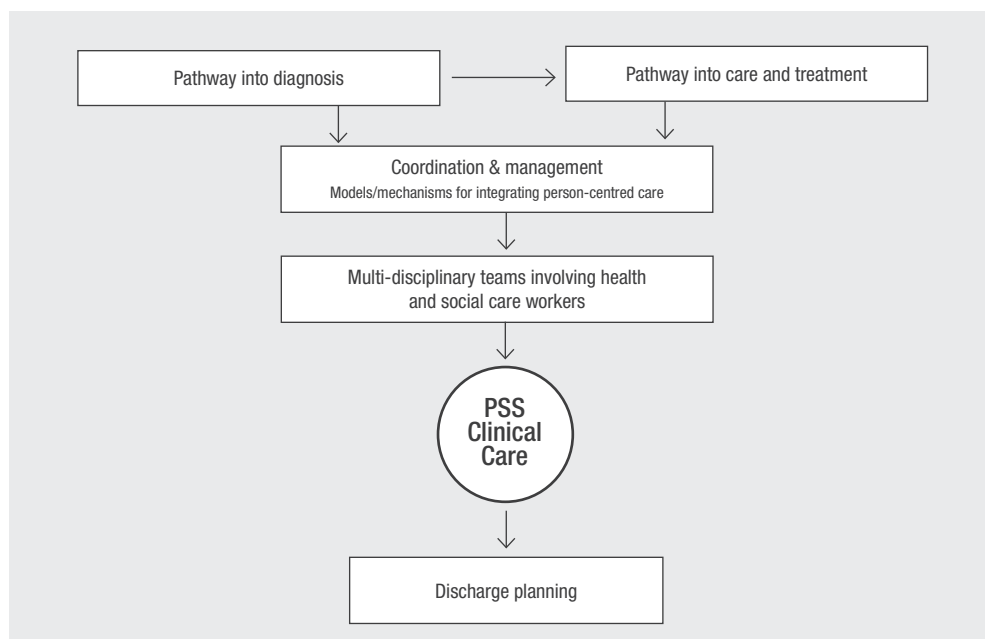 Pathway into diagnosis
Pathway into care and treatment
Coordination & management
Models/mechanisms for integrating person-centred care
Multi-disciplinary teams involving health
and social care workers
PSS
Clinical
Care
Discharge planning